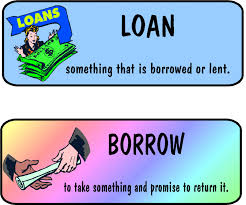 LOANS
LOAN
something that is borrowed or lent.
BORROW
to take something and promise to return it.